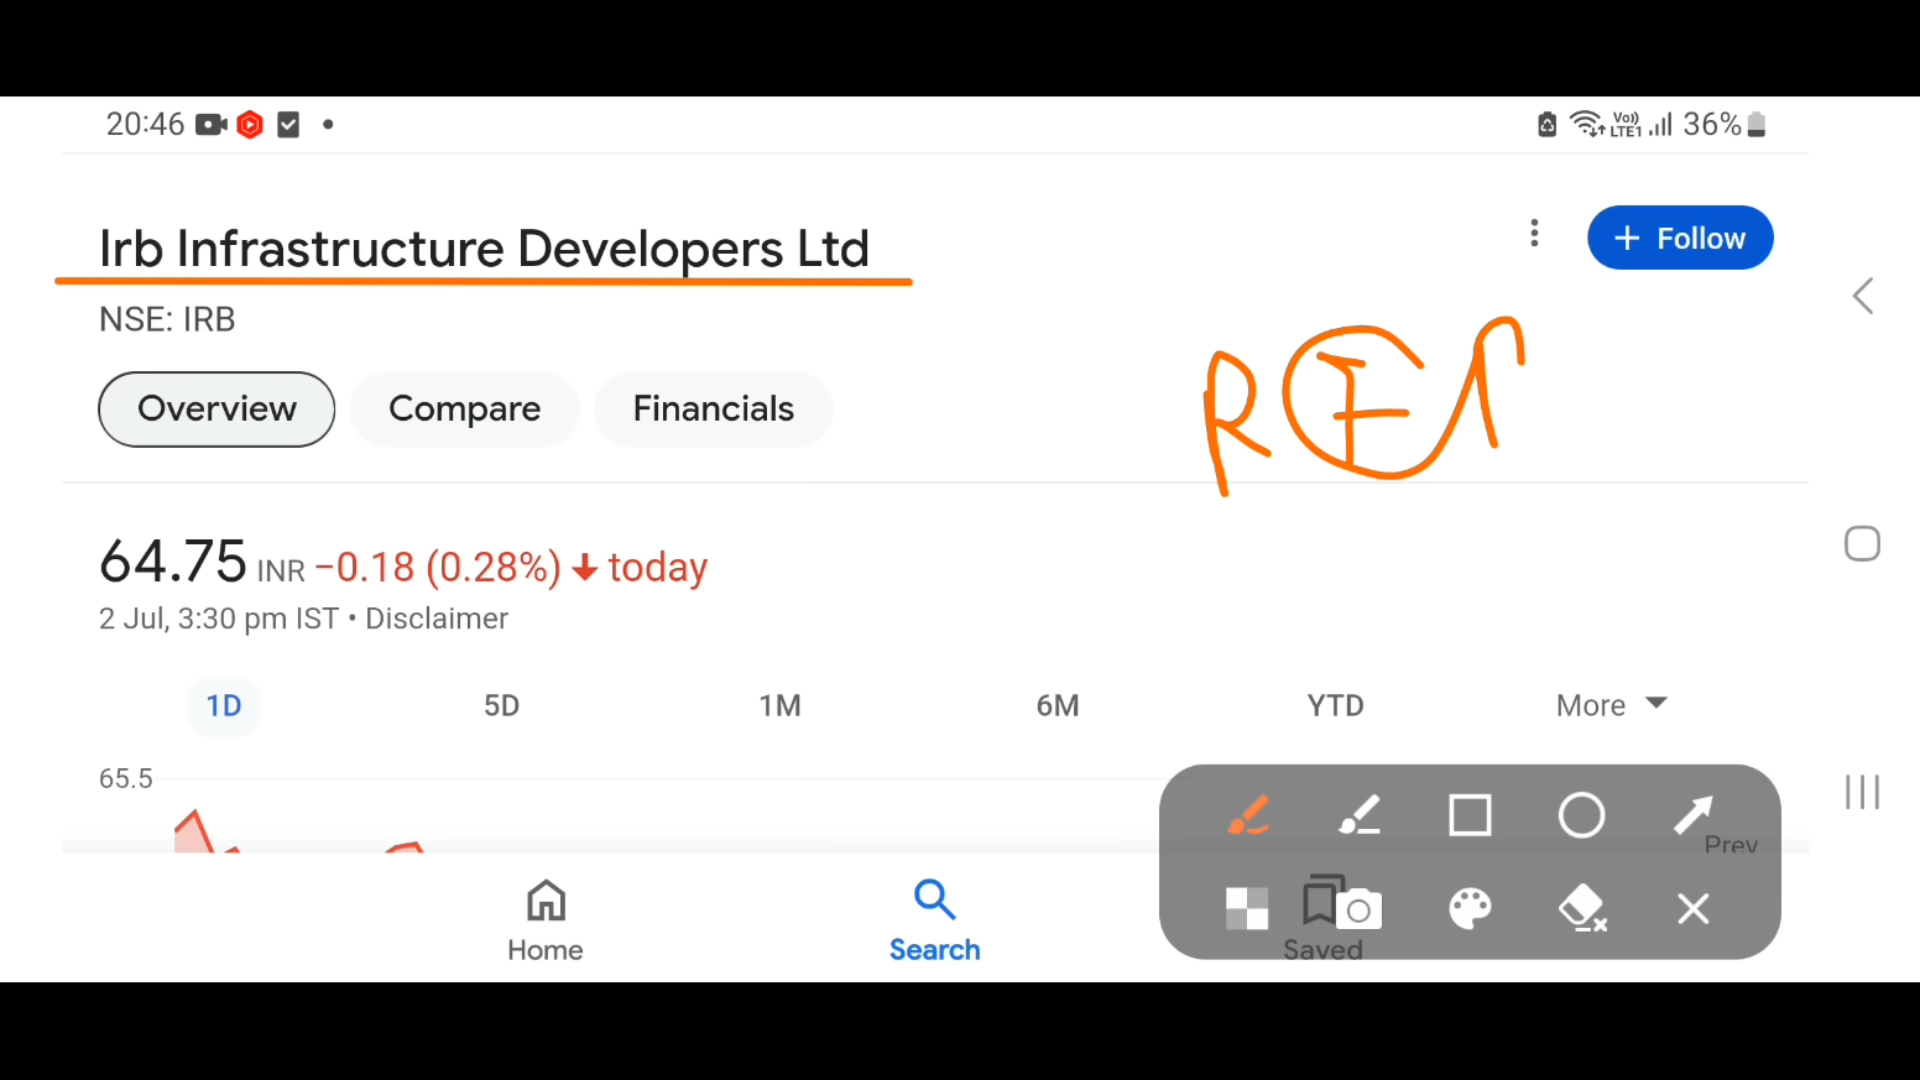 20:46 Vo)) LTE1 36%
Irb Infrastructure Developers Ltd
+ Follow
NSE: IRB
Overview Compare Financials
64.75 INR −0.18 (0.28%) ↓ today
2 Jul, 3:30 pm IST • Disclaimer
1D 5D 1M 6M YTD More
65.5
Prev
Home Search Saved